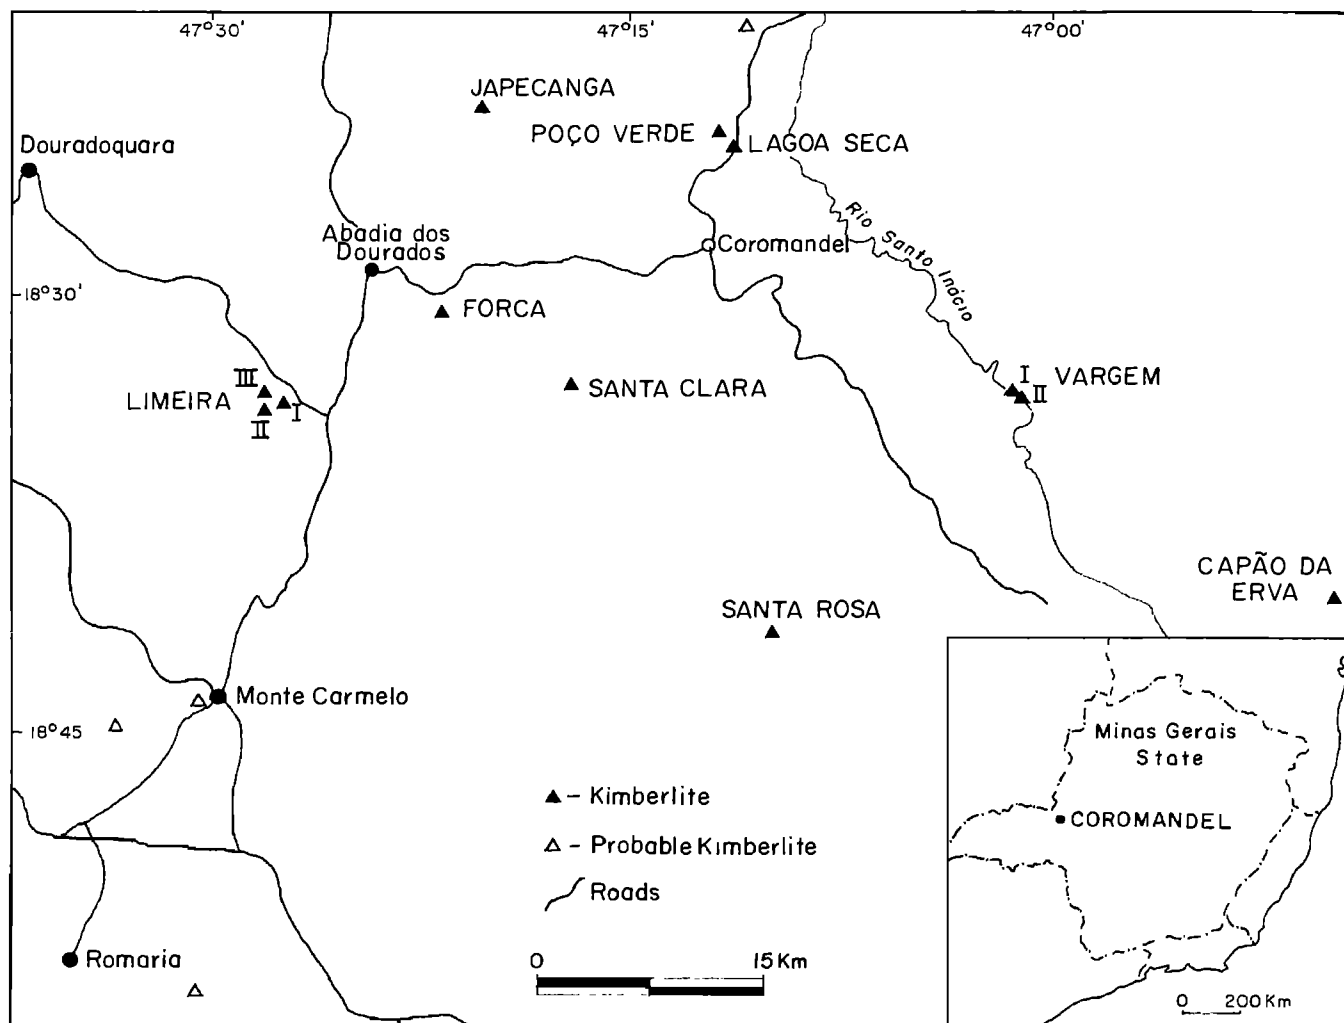 47°30'
47°15'
47°00'
JAPECANGA
POÇO VERDE
LAGOA SECA
Douradoquara
Rio Santo Inácio
Abadia dos
Dourados
Coromandel
18°30'
FORCA
III
LIMEIRA
I
II
SANTA CLARA
I
VARGEM
II
CAPÃO DA
ERVA
SANTA ROSA
Monte Carmelo
18°45
Minas Gerais
State
COROMANDEL
- Kimberlite
- Probable Kimberlite
Roads
Romaria
0 15 Km
0 200 Km